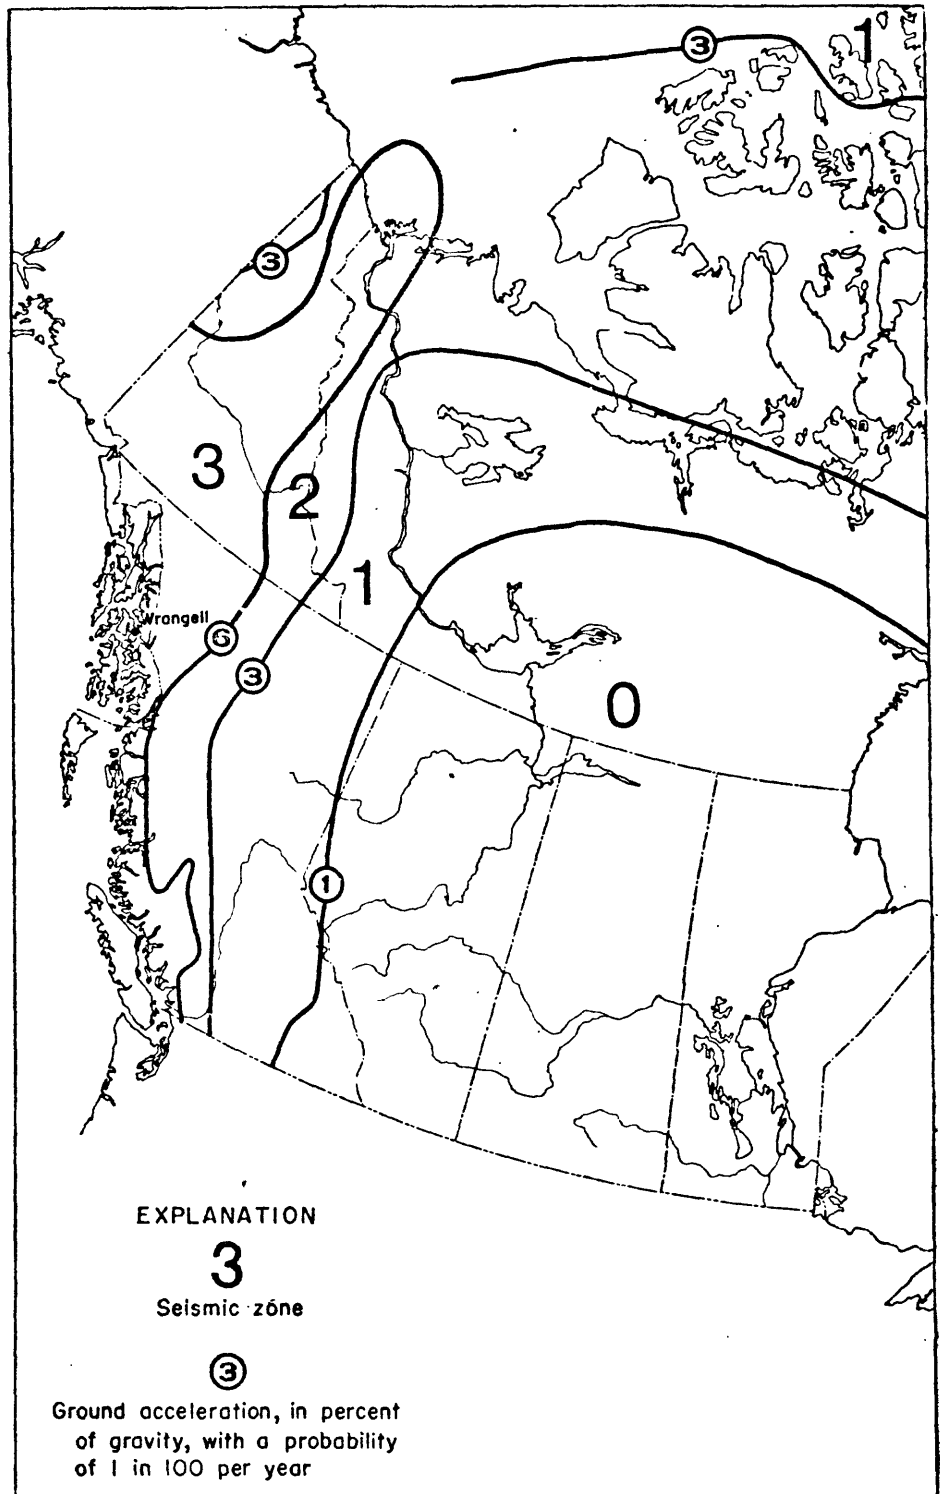 3
1
3
3
2
1
Wrangell
6
3
0
1
EXPLANATION
3
Seismic zone
3
Ground acceleration, in percent
of gravity, with a probability
of 1 in 100 per year